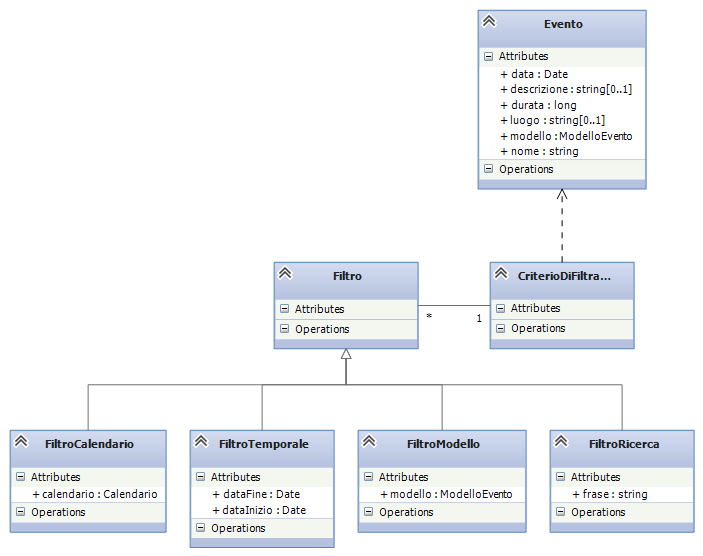 Evento
Attributes
+ data : Date
+ descrizione : string[0..1]
+ durata : long
+ luogo : string[0..1]
+ modello : ModelloEvento
+ nome : string
Operations
Filtro
Attributes
Operations
* 1
CriterioDiFiltra...
Attributes
Operations
FiltroCalendario
Attributes
+ calendario : Calendario
Operations
FiltroTemporale
Attributes
+ dataFine : Date
+ dataInizio : Date
Operations
FiltroModello
Attributes
+ modello : ModelloEvento
Operations
FiltroRicerca
Attributes
+ frase : string
Operations